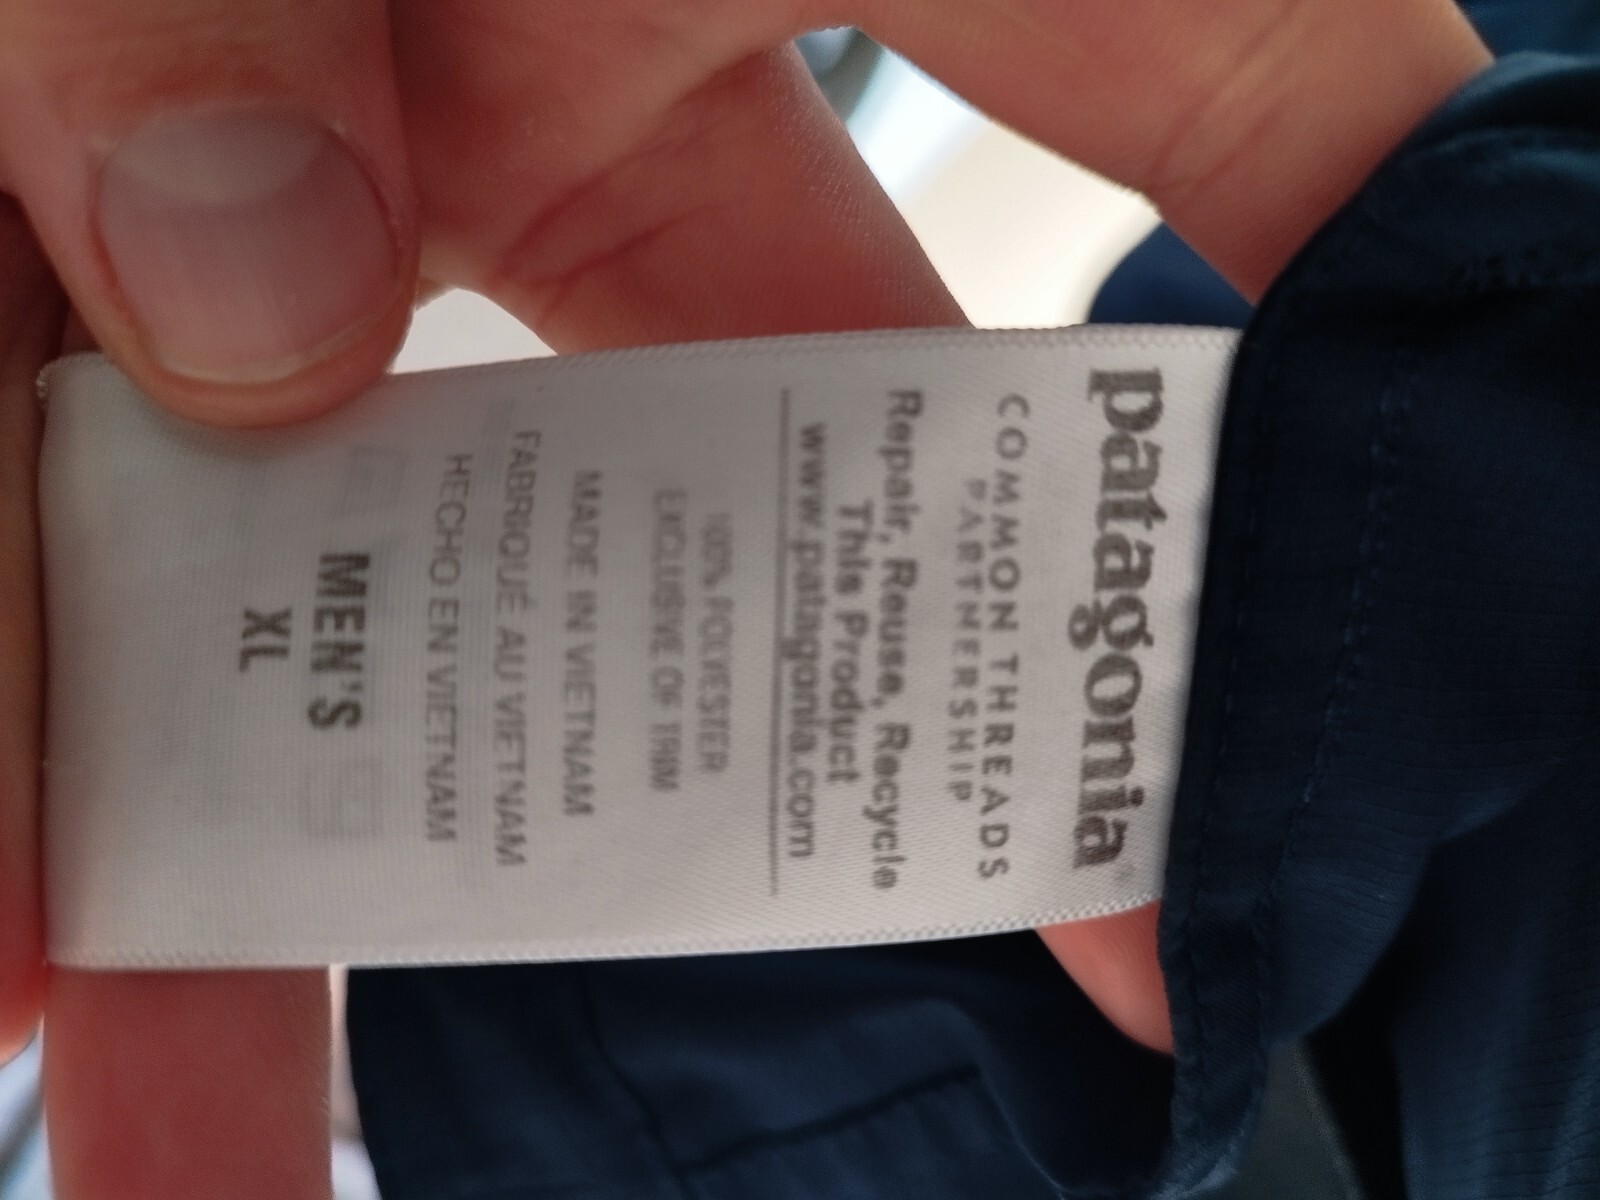 patagonia
COMMON THREADS
PARTNERSHIP
Repair, Reuse, Recycle
This Product
www.patagonia.com
100% POLYESTER
EXCLUSIVE OF TRIM
MADE IN VIETNAM
FABRIQUÉ AU VIETNAM
HECHO EN VIETNAM
MEN'S
XL